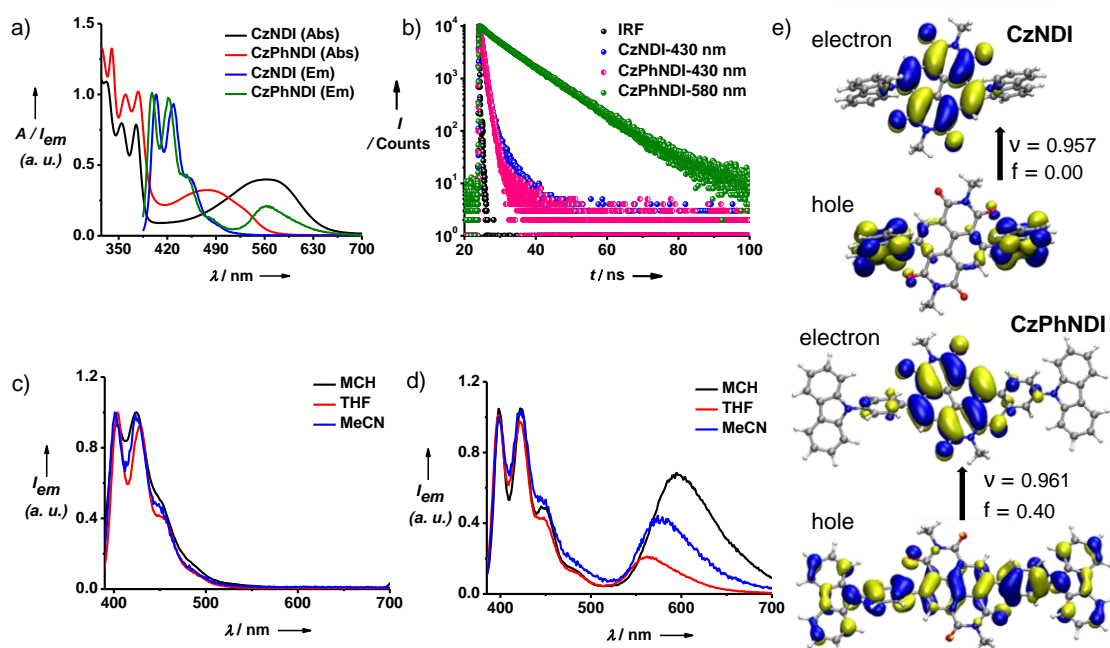 a)
1.5
1.0
0.5
0.0
A / I_em
(a. u.)
CzNDI (Abs)
CzPhNDI (Abs)
CzNDI (Em)
CzPhNDI (Em)
350 420 490 560 630 700
λ / nm
b)
10⁴
10³
10²
10¹
10⁰
I
/ Counts
IRF
CzNDI-430 nm
CzPhNDI-430 nm
CzPhNDI-580 nm
20 40 60 80 100
t / ns
c)
1.2
0.8
0.4
0.0
I_em
(a. u.)
MCH
THF
MeCN
400 500 600 700
λ / nm
d)
1.2
0.8
0.4
0.0
I_em
(a. u.)
MCH
THF
MeCN
400 500 600 700
λ / nm
e)
electron
CzNDI
ν = 0.957
f = 0.00
hole
CzPhNDI
electron
ν = 0.961
f = 0.40
hole